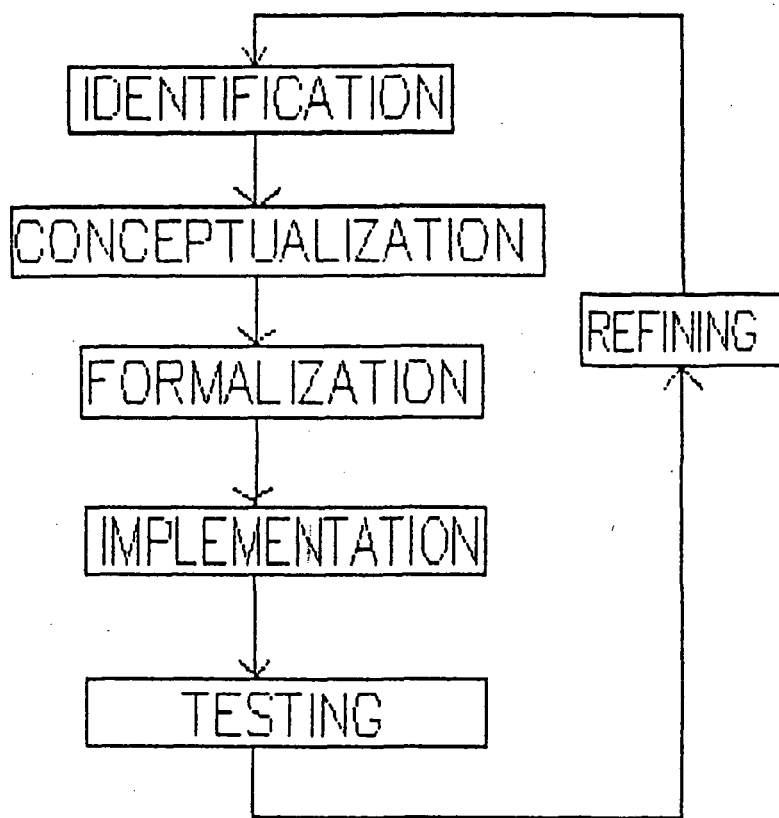 IDENTIFICATION
CONCEPTUALIZATION
REFINING
FORMALIZATION
IMPLEMENTATION
TESTING